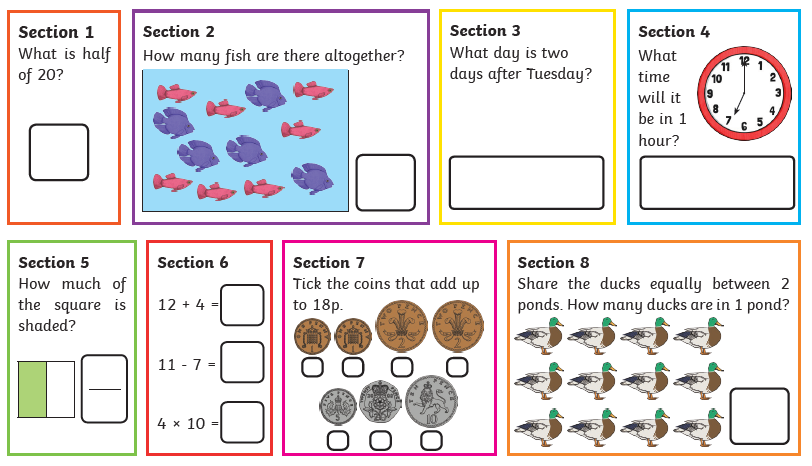 Section 1
What is half
of 20?
Section 2
How many fish are there altogether?
Section 3
What day is two
days after Tuesday?
Section 4
What
time
will it
be in 1
hour?
12
1
2
3
4
5
6
7
8
9
10
11
Section 5
How much of
the square is
shaded?
Section 6
12 + 4 =
11 - 7 =
4 × 10 =
Section 7
Tick the coins that add up
to 18p.
2
2
10
Section 8
Share the ducks equally between 2
ponds. How many ducks are in 1 pond?